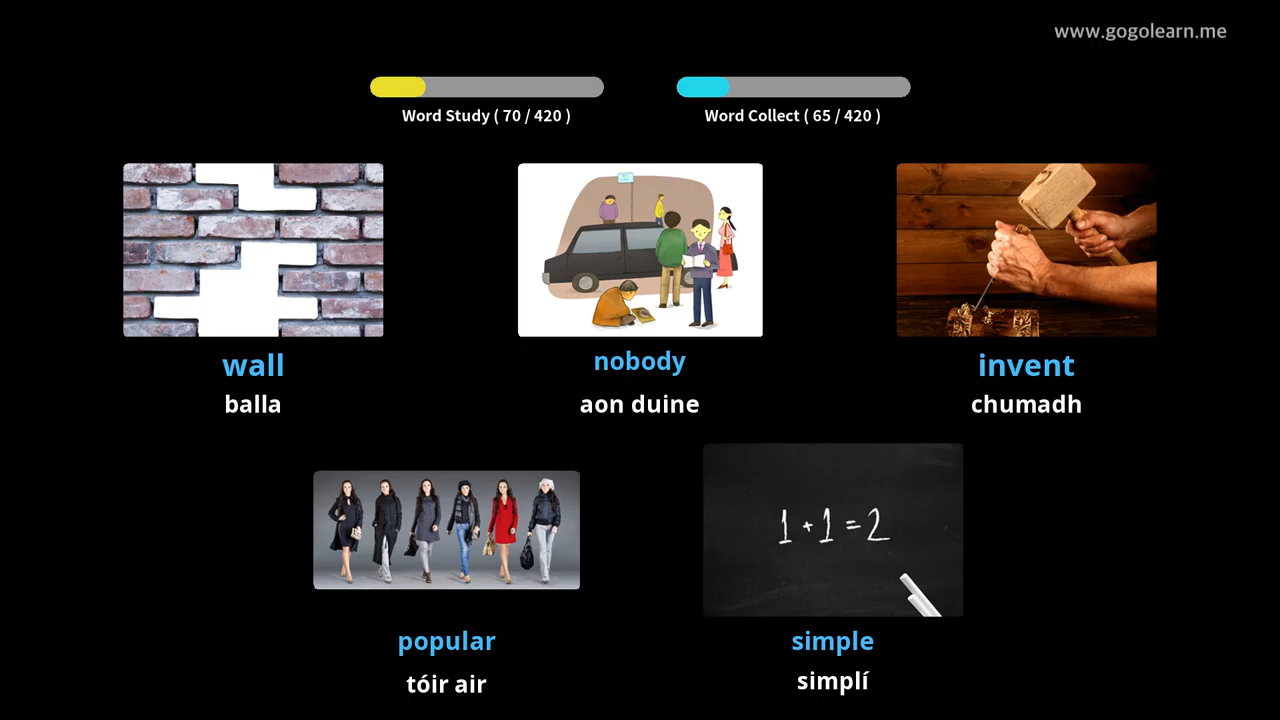 www.gogolearn.me
Word Study ( 70 / 420 )
Word Collect ( 65 / 420 )
wall
balla
nobody
aon duine
invent
chumadh
1 + 1 = 2
popular
tóir air
simple
simplí